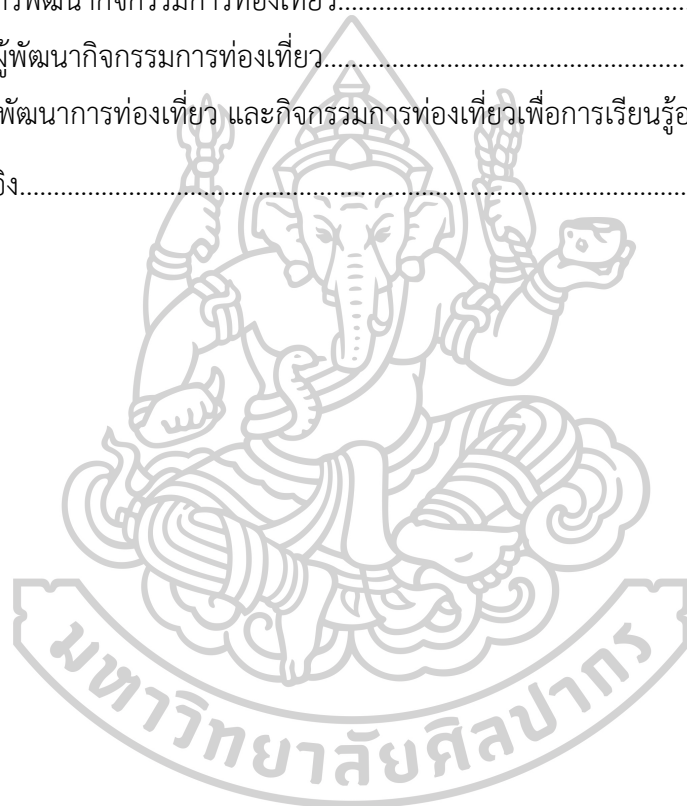 ารพัฒนากิจกรรมการท่องเที่ยว..............................................................
ผู้พัฒนากิจกรรมการท่องเที่ยว................................................................
พัฒนาการท่องเที่ยว และกิจกรรมการท่องเที่ยวเพื่อการเรียนรู้อ
อิง....................................................................................................................
มหาวิทยาลัยศิลปากร